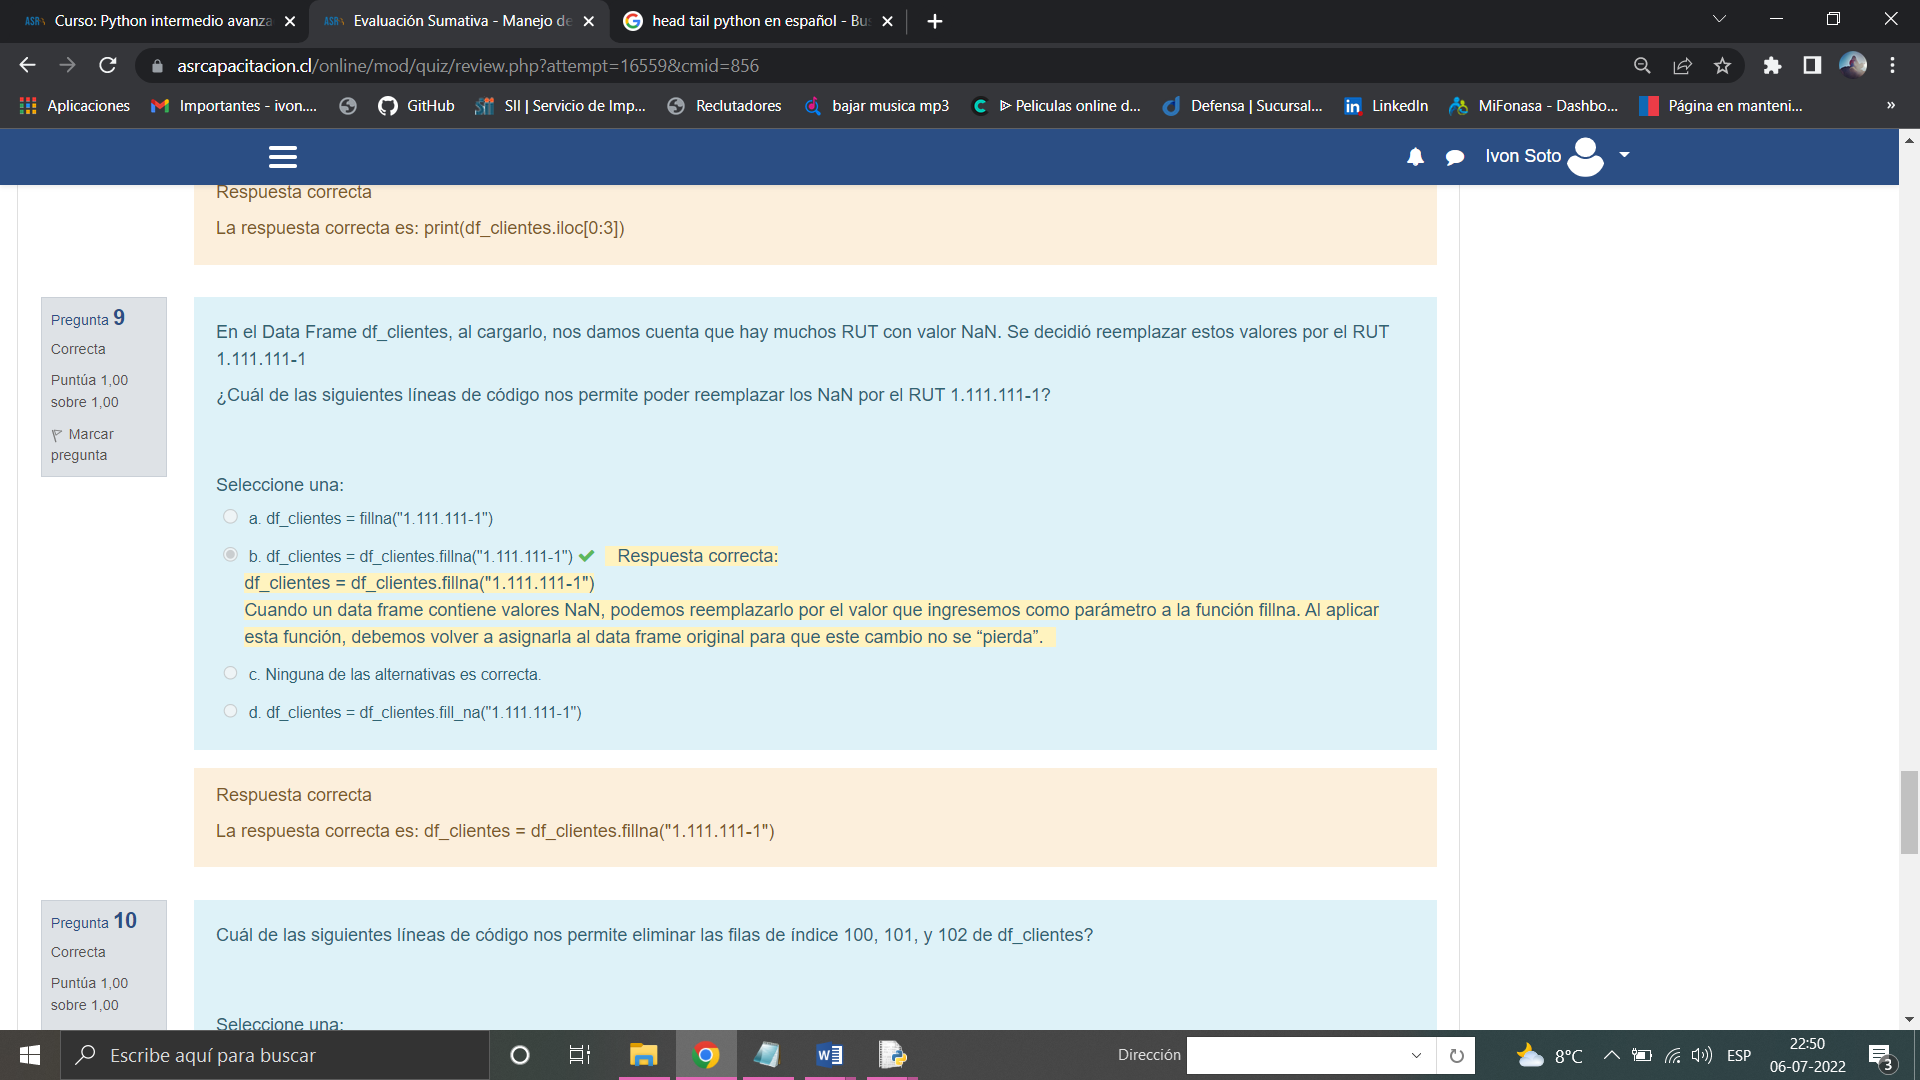 Curso: Python intermedio avanza
Evaluación Sumativa - Manejo de
head tail python en español - Bu
asrcapacitacion.cl/online/mod/quiz/review.php?attempt=16559&cmid=856
Aplicaciones
Importantes - ivon....
GitHub
SII | Servicio de Imp...
Reclutadores
bajar musica mp3
Peliculas online d...
Defensa | Sucursal...
LinkedIn
MiFonasa - Dashbo...
Página en manteni...
»
Ivon Soto
Respuesta correcta
La respuesta correcta es: print(df_clientes.iloc[0:3])
Pregunta 9
Correcta
Puntúa 1,00
sobre 1,00
Marcar
pregunta
En el Data Frame df_clientes, al cargarlo, nos damos cuenta que hay muchos RUT con valor NaN. Se decidió reemplazar estos valores por el RUT
1.111.111-1
¿Cuál de las siguientes líneas de código nos permite poder reemplazar los NaN por el RUT 1.111.111-1?
Seleccione una:
a. df_clientes = fillna("1.111.111-1")
b. df_clientes = df_clientes.fillna("1.111.111-1") Respuesta correcta:
df_clientes = df_clientes.fillna("1.111.111-1")
Cuando un data frame contiene valores NaN, podemos reemplazarlo por el valor que ingresemos como parámetro a la función fillna. Al aplicar
esta función, debemos volver a asignarla al data frame original para que este cambio no se “pierda”.
c. Ninguna de las alternativas es correcta.
d. df_clientes = df_clientes.fill_na("1.111.111-1")
Respuesta correcta
La respuesta correcta es: df_clientes = df_clientes.fillna("1.111.111-1")
Pregunta 10
Correcta
Puntúa 1,00
sobre 1,00
Cuál de las siguientes líneas de código nos permite eliminar las filas de índice 100, 101, y 102 de df_clientes?
Seleccione una:
Escribe aquí para buscar
Dirección
8°C
ESP
22:50
06-07-2022
3